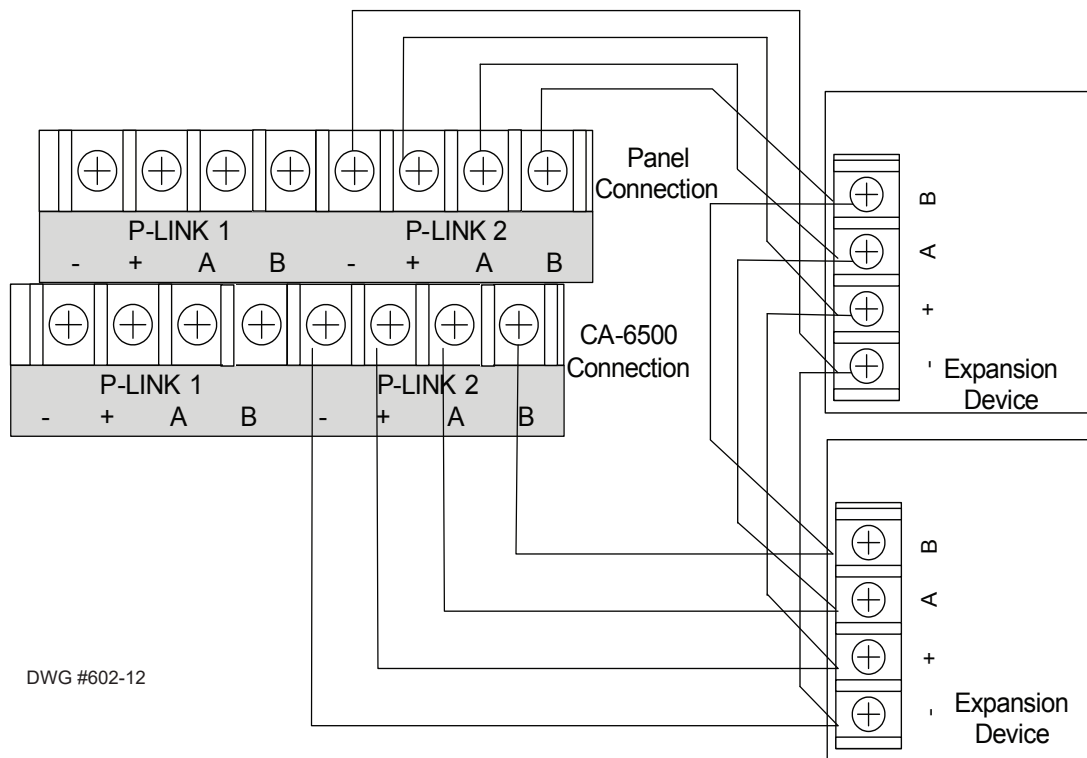 Panel
Connection
P-LINK 1 P-LINK 2
- + A B - + A B
CA-6500
Connection
P-LINK 1 P-LINK 2
- + A B - + A B
B
A
+
-
Expansion
Device
B
A
+
-
Expansion
Device
DWG #602-12